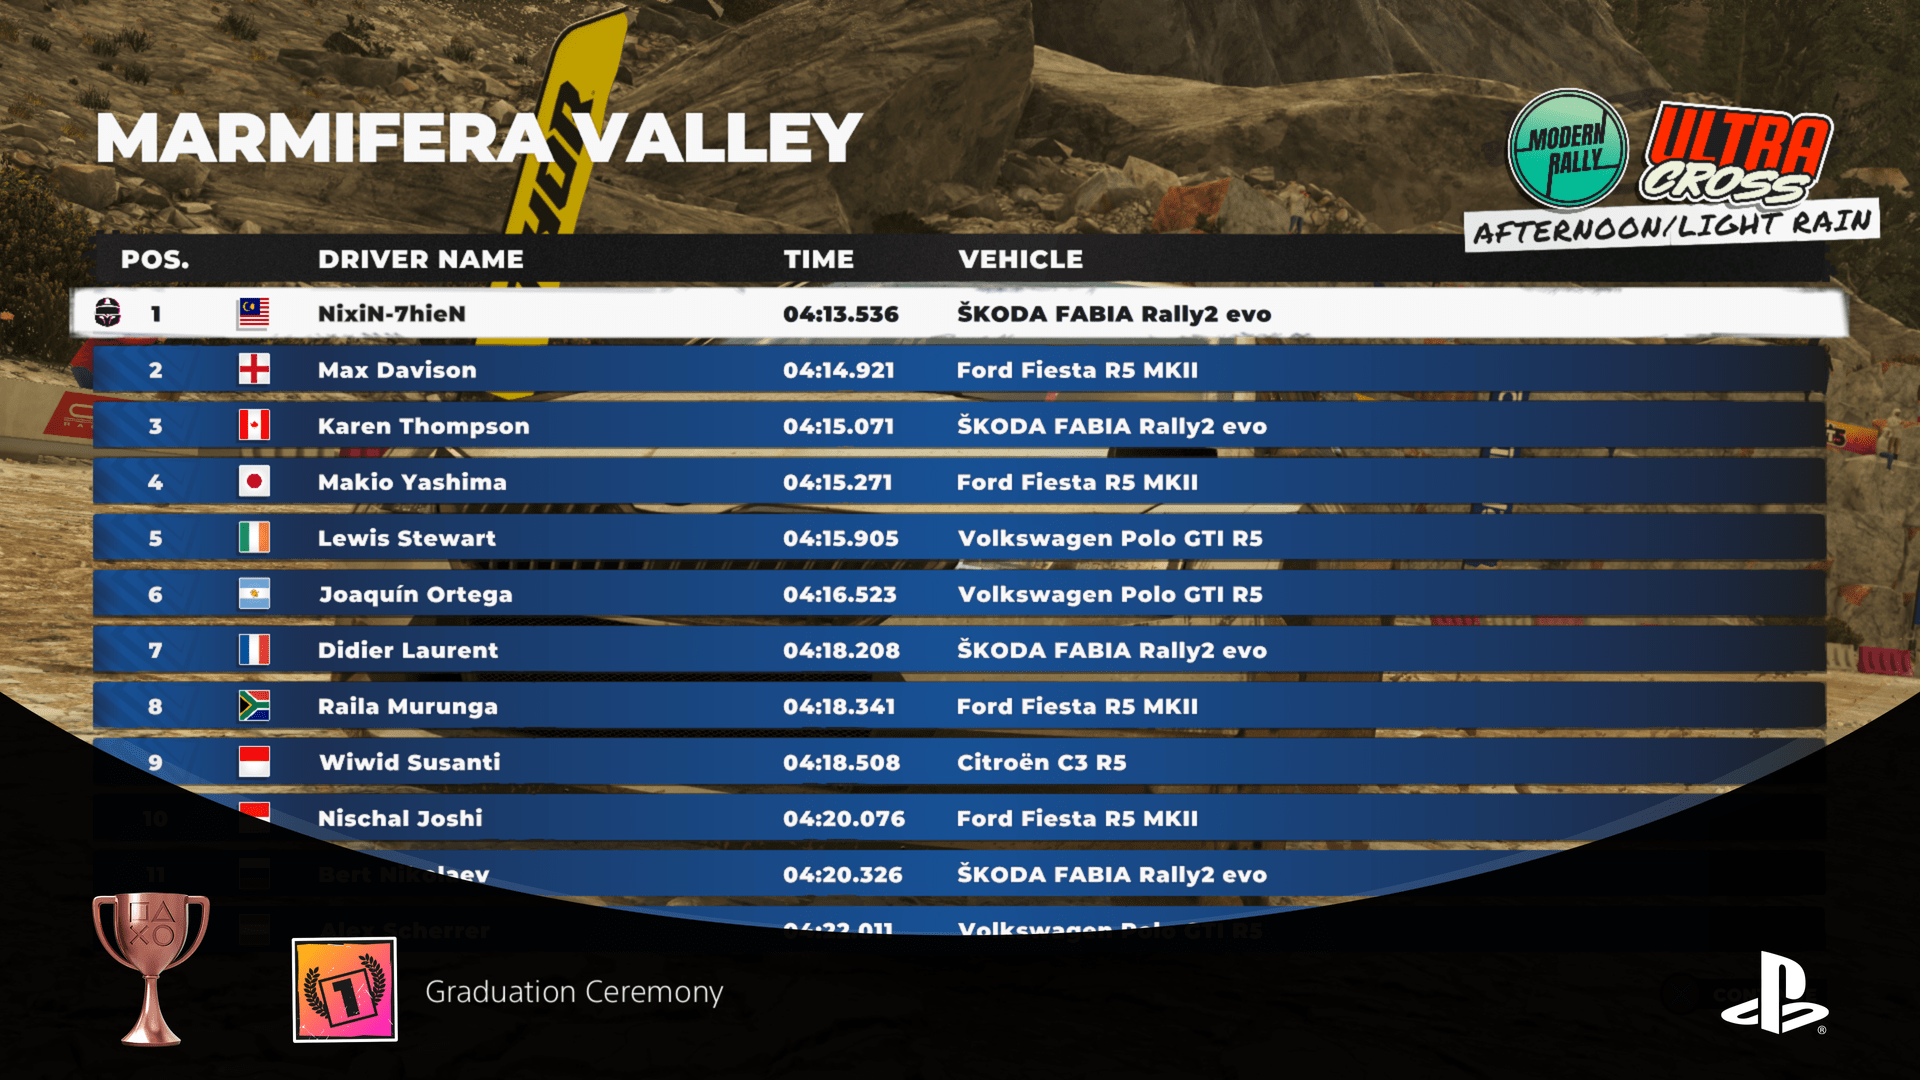 MARMIFERA VALLEY
MODERN RALLY
ULTRA CROSS
AFTERNOON/LIGHT RAIN
POS. DRIVER NAME TIME VEHICLE
1 NixiN-7hieN 04:13.536 ŠKODA FABIA Rally2 evo
2 Max Davison 04:14.921 Ford Fiesta R5 MKII
3 Karen Thompson 04:15.071 ŠKODA FABIA Rally2 evo
4 Makio Yashima 04:15.271 Ford Fiesta R5 MKII
5 Lewis Stewart 04:15.905 Volkswagen Polo GTI R5
6 Joaquín Ortega 04:16.523 Volkswagen Polo GTI R5
7 Didier Laurent 04:18.208 ŠKODA FABIA Rally2 evo
8 Raila Murunga 04:18.341 Ford Fiesta R5 MKII
9 Wiwid Susanti 04:18.508 Citroën C3 R5
10 Nischal Joshi 04:20.076 Ford Fiesta R5 MKII
11 Bert Nikolaev 04:20.326 ŠKODA FABIA Rally2 evo
Alex Scherrer 04:22.011 Volkswagen Polo GTI R5
1 Graduation Ceremony